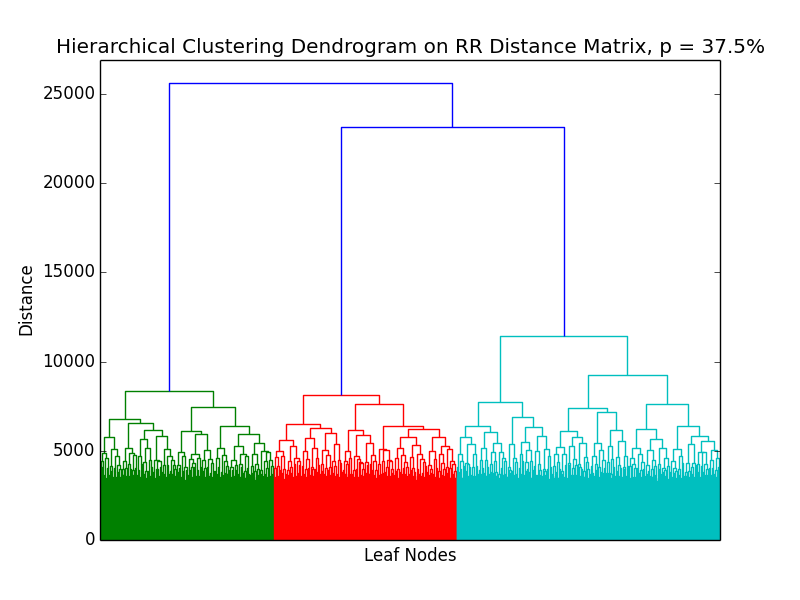 Hierarchical Clustering Dendrogram on RR Distance Matrix, p = 37.5%
25000
20000
15000
10000
5000
0
Distance
Leaf Nodes